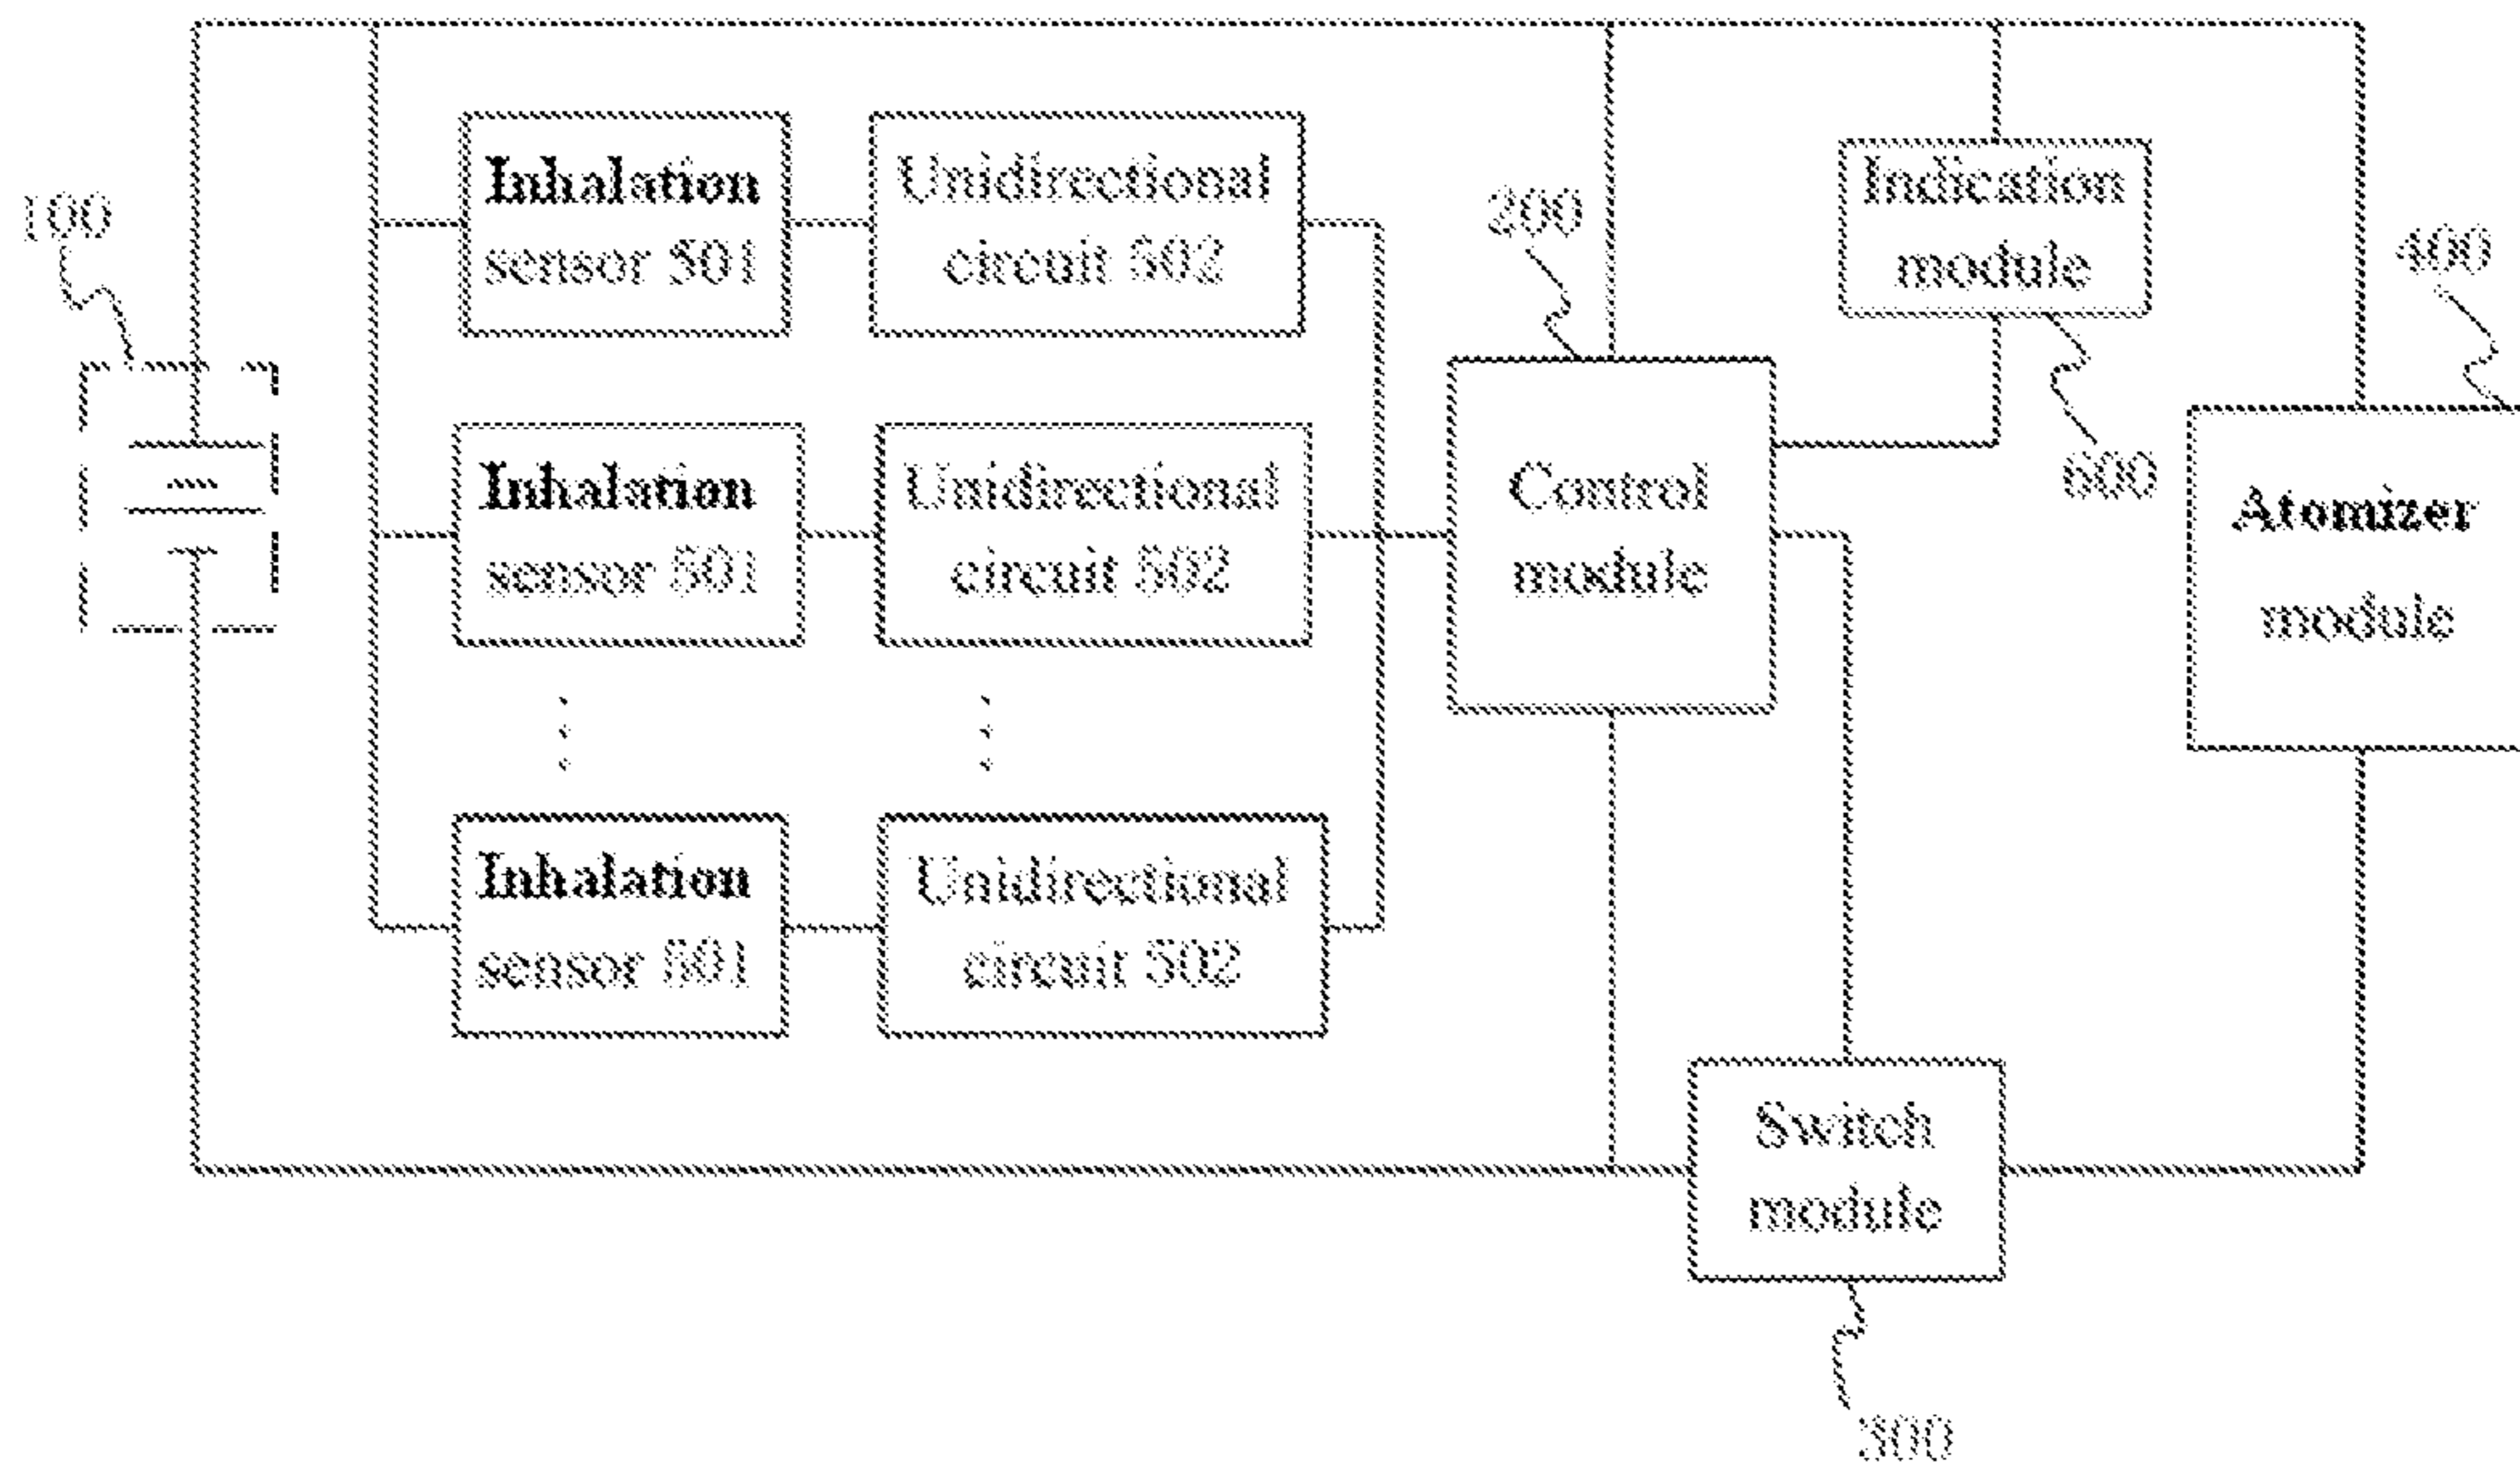 100
Inhalation
sensor 501
Unidirectional
circuit 502
200
Indication
module
400
Inhalation
sensor 501
Unidirectional
circuit 502
Control
module
600
Atomizer
module
Inhalation
sensor 501
Unidirectional
circuit 502
Switch
module
300